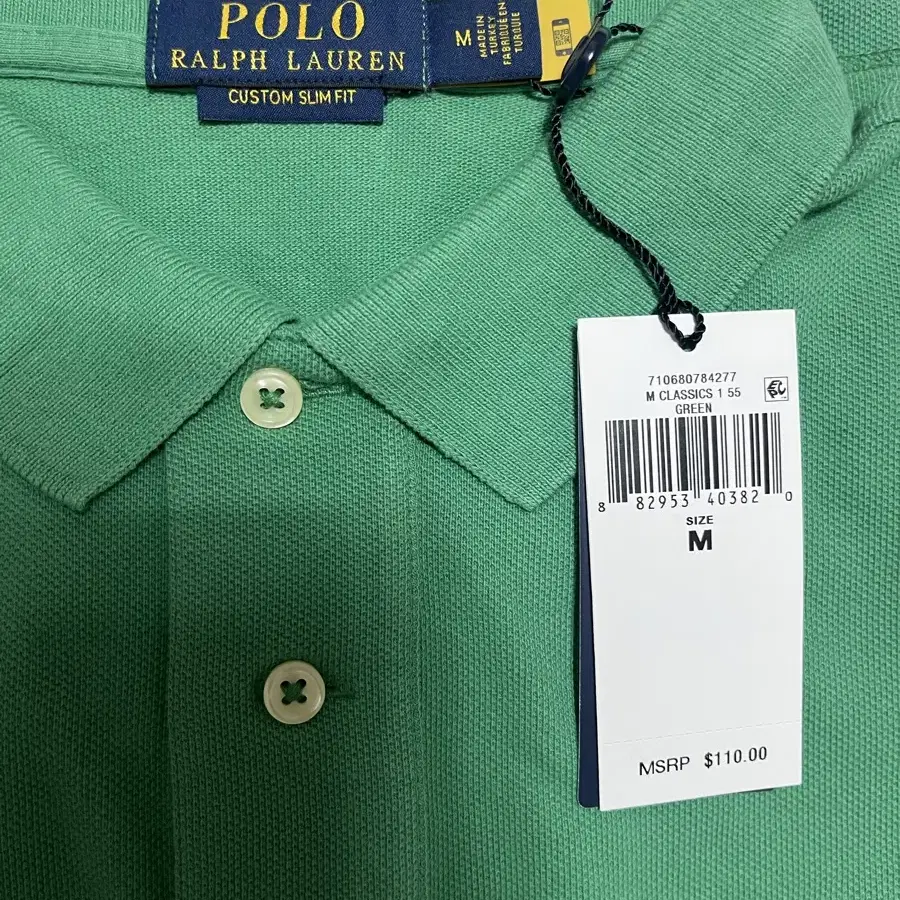 POLO
RALPH LAUREN
CUSTOM SLIM FIT
M
MADE IN
TURKEY
FABRIQUÉ EN
TURQUIE
710680784277
M CLASSICS 1 55
GREEN
8 82953 40382 0
SIZE
M
MSRP $110.00